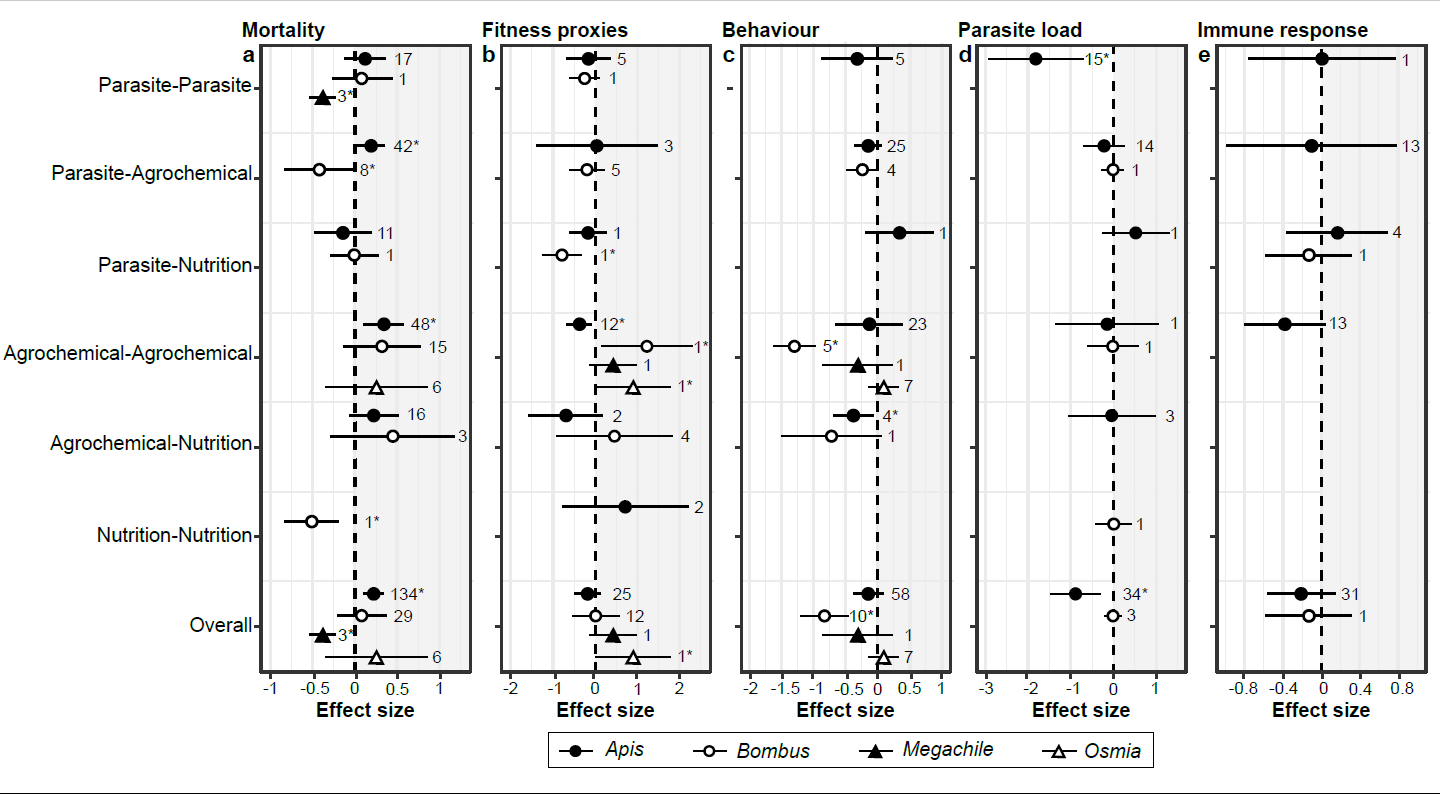 Mortality Fitness proxies Behaviour Parasite load Immune response
a b c d e
17 5 5 15* 1
Parasite-Parasite
1 1
3*
42* 3 25 14 13
Parasite-Agrochemical
8* 5 4 1
11 1 1 1 4
Parasite-Nutrition
1 1* 1
48* 12* 23 1 13
Agrochemical-Agrochemical
15 1* 5* 1
1 1
6 1* 7
16 2 4* 3
Agrochemical-Nutrition
3 4 1
2
Nutrition-Nutrition
1* 1
134* 25 58 34* 31
Overall
29 12 10* 3 1
3* 1 1
6 1* 7
-1 -0.5 0 0.5 1 -2 -1 0 1 2 -2 -1.5 -1 -0.5 0 0.5 1 -3 -2 -1 0 1 -0.8 -0.4 0 0.4 0.8
Effect size Effect size Effect size Effect size Effect size
Apis Bombus Megachile Osmia